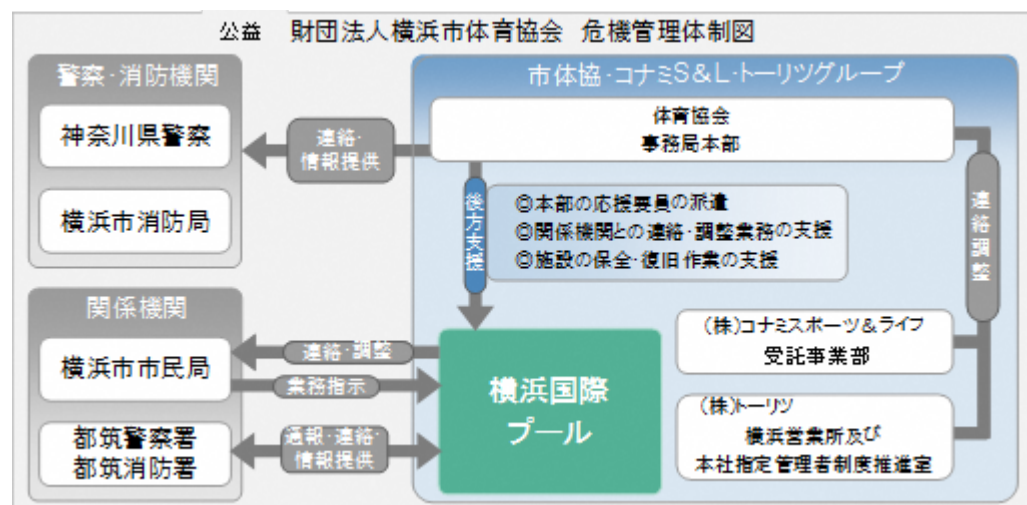 公益 財団法人横浜市体育協会 危機管理体制図
警察・消防機関
神奈川県警察
横浜市消防局
連絡・
情報提供
市体協・コナミS&L・トーリツグループ
体育協会
事務局本部
後方支援
◎本部の応援要員の派遣
◎関係機関との連絡・調整業務の支援
◎施設の保全・復旧作業の支援
連絡調整
関係機関
横浜市市民局
都筑警察署
都筑消防署
連絡・調整
業務指示
通報・連絡・
情報提供
横浜国際
プール
(株)コナミスポーツ&ライフ
受託事業部
(株)トーリツ
横浜営業所及び
本社指定管理者制度推進室